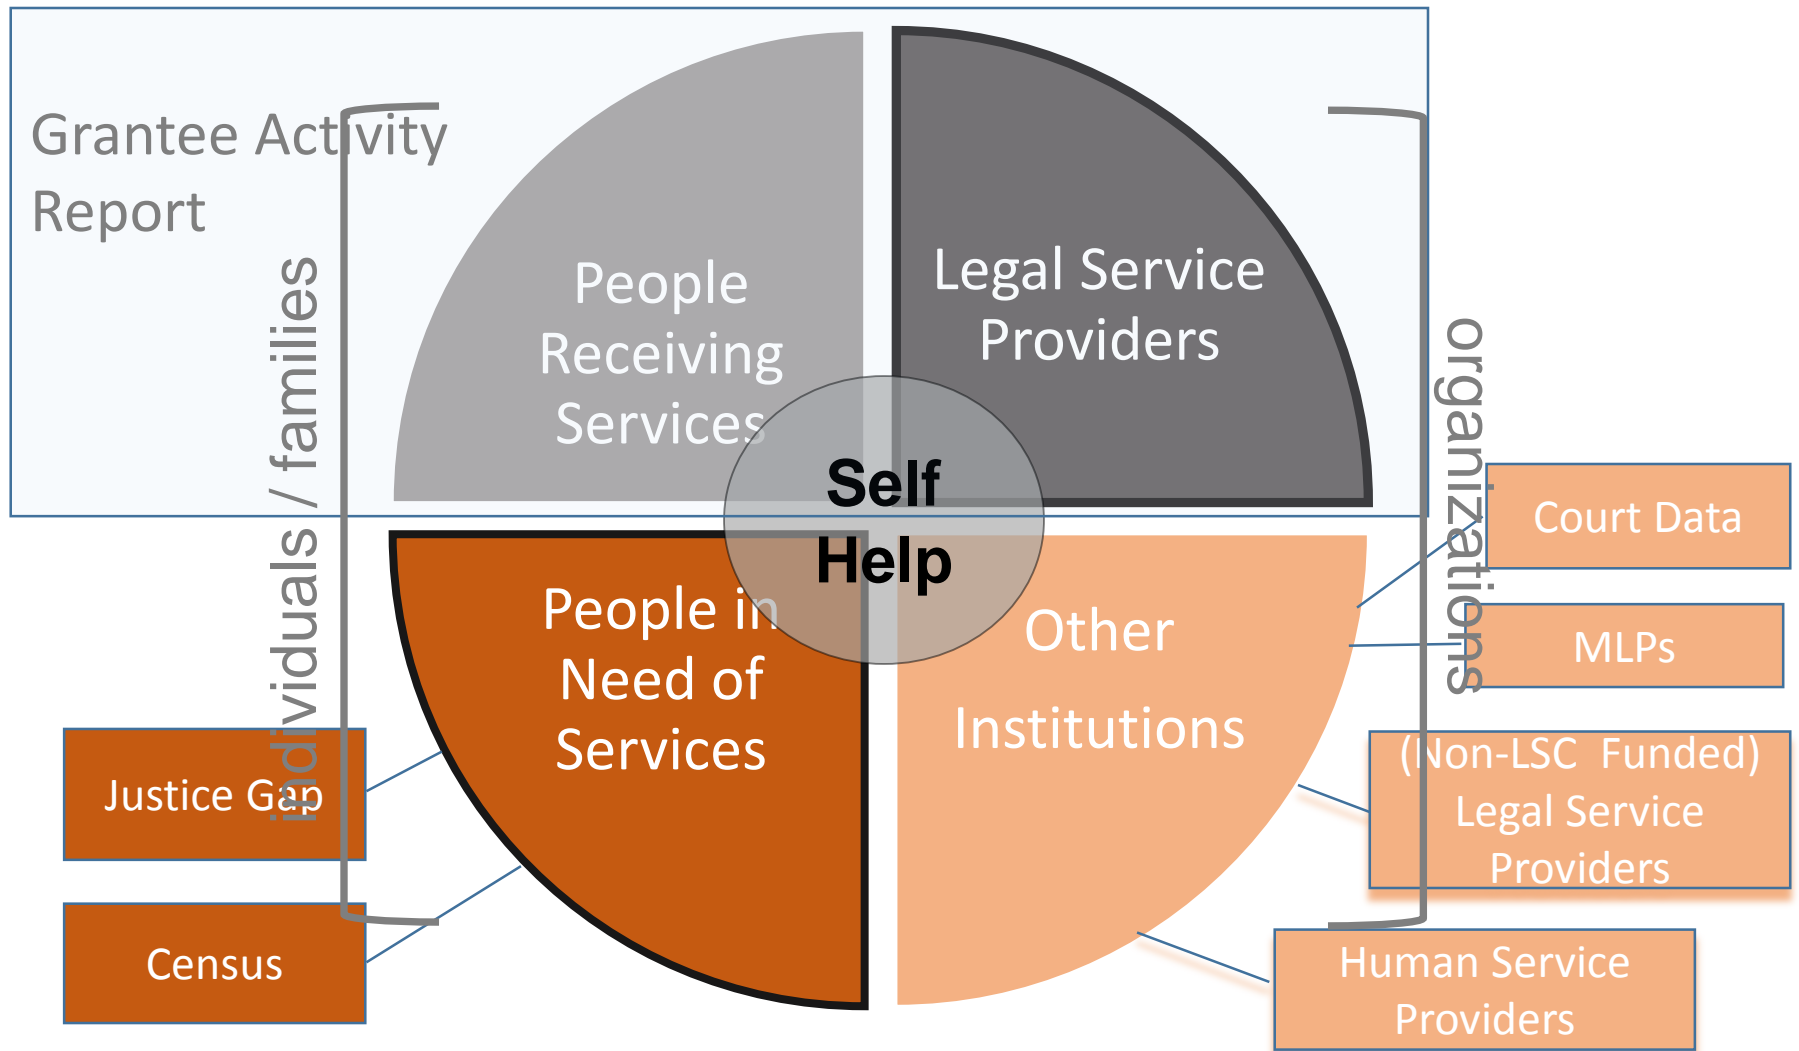 Grantee Activity
Report
individuals / families
People
Receiving
Services
Legal Service
Providers
organizations
Self
Help
People in
Need of
Services
Other
Institutions
Court Data
MLPs
(Non-LSC  Funded)
Legal Service
Providers
Human Service
Providers
Justice Gap
Census